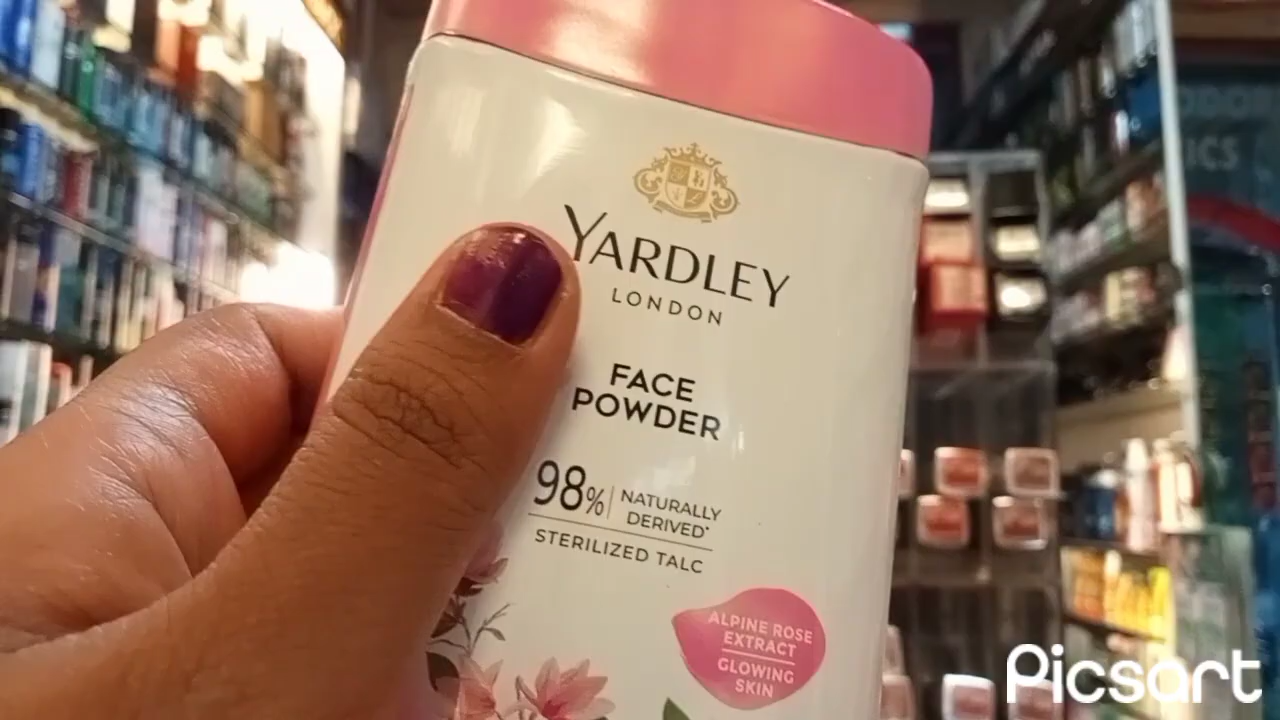 YARDLEY
LONDON
FACE
POWDER
98% NATURALLY
DERIVED*
STERILIZED TALC
ALPINE ROSE
EXTRACT
GLOWING
SKIN
Picsart